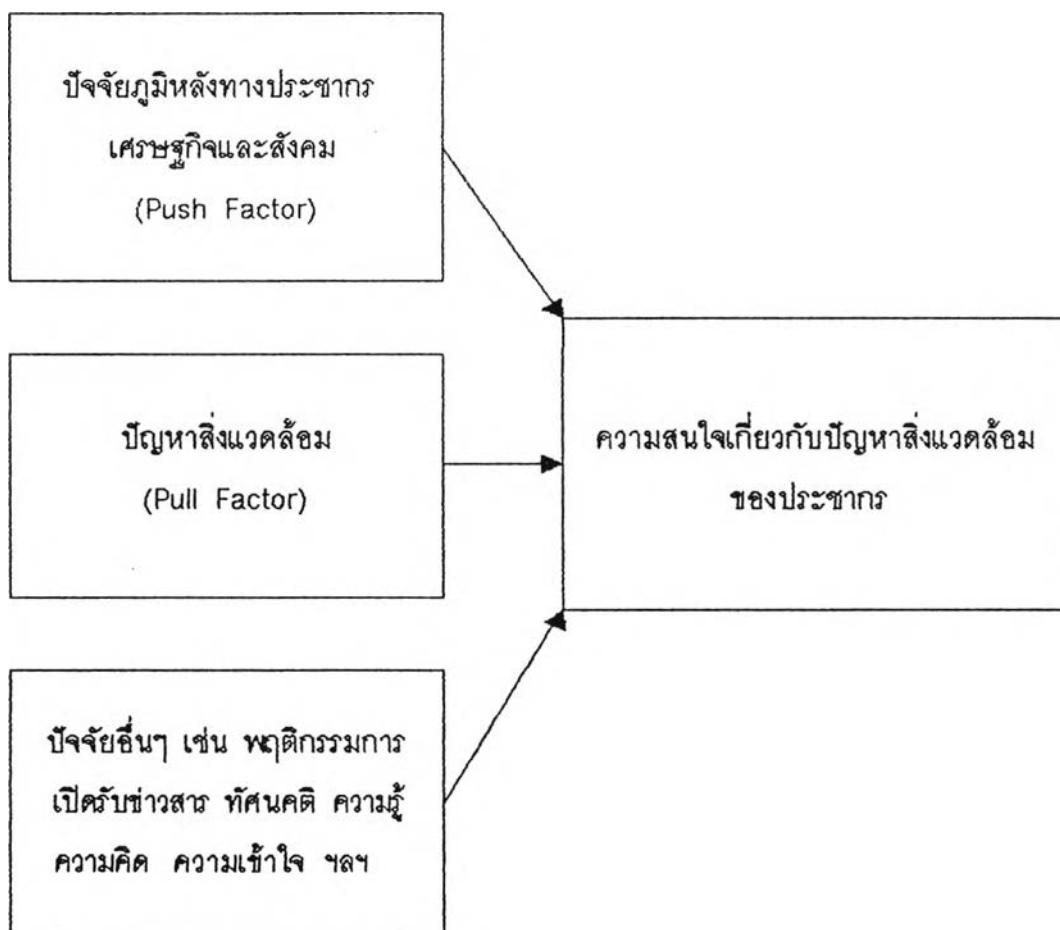 ปัจจัยภูมิหลังทางประชากร
เศรษฐกิจและสังคม
(Push Factor)
ปัญหาสิ่งแวดล้อม
(Pull Factor)
ความสนใจเกี่ยวกับปัญหาสิ่งแวดล้อม
ของประชากร
ปัจจัยอื่นๆ เช่น พฤติกรรมการ
เปิดรับข่าวสาร ทัศนคติ ความรู้
ความคิด ความเข้าใจ ฯลฯ